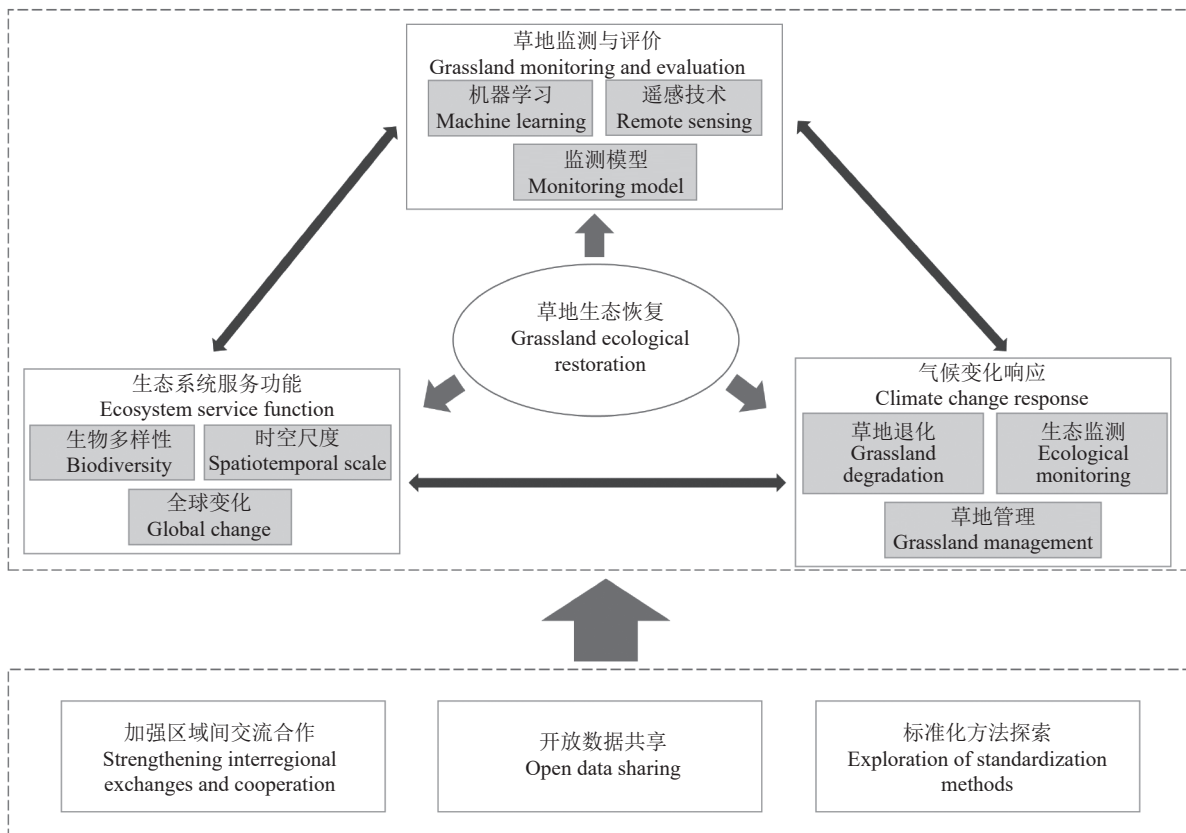 草地监测与评价
Grassland monitoring and evaluation
机器学习
Machine learning
遥感技术
Remote sensing
监测模型
Monitoring model
草地生态恢复
Grassland ecological
restoration
生态系统服务功能
Ecosystem service function
生物多样性
Biodiversity
时空尺度
Spatiotemporal scale
全球变化
Global change
气候变化响应
Climate change response
草地退化
Grassland
degradation
生态监测
Ecological
monitoring
草地管理
Grassland management
加强区域间交流合作
Strengthening interregional
exchanges and cooperation
开放数据共享
Open data sharing
标准化方法探索
Exploration of standardization
methods